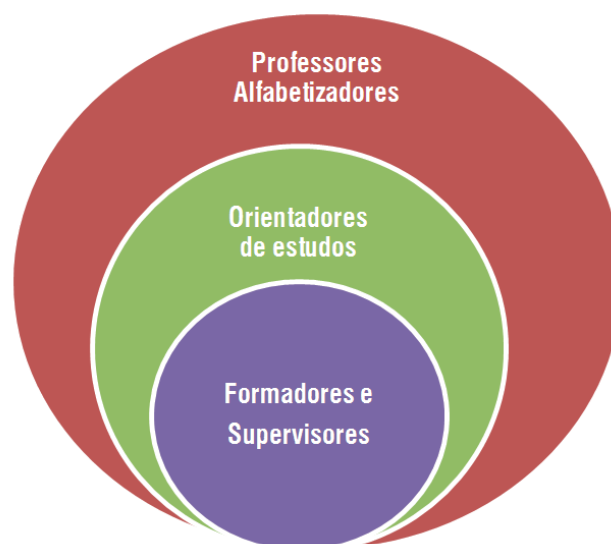 Professores
Alfabetizadores
Orientadores
de estudos
Formadores e
Supervisores